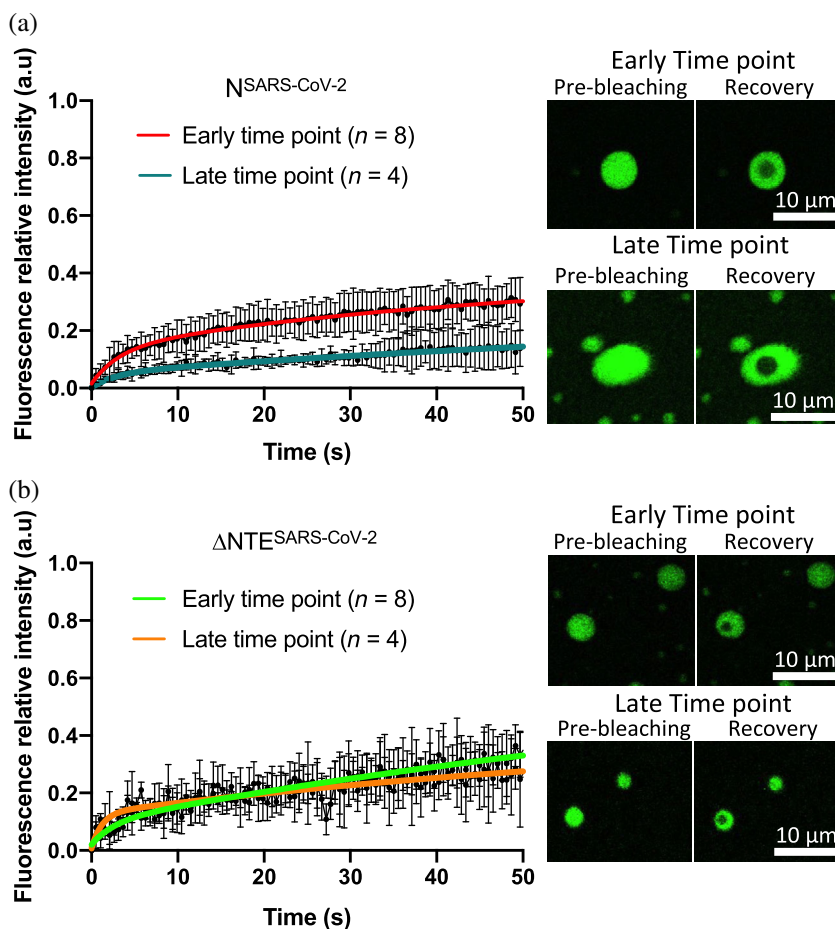 (a)
N^SARS-CoV-2
Early time point (n = 8)
Late time point (n = 4)
Fluorescence relative intensity (a.u)
1.0
0.8
0.6
0.4
0.2
0.0
0 10 20 30 40 50
Time (s)
Early Time point
Pre-bleaching Recovery
10 μm
Late Time point
Pre-bleaching Recovery
10 μm
(b)
ΔNTE^SARS-CoV-2
Early time point (n = 8)
Late time point (n = 4)
Fluorescence relative intensity (a.u)
1.0
0.8
0.6
0.4
0.2
0.0
0 10 20 30 40 50
Time (s)
Early Time point
Pre-bleaching Recovery
10 μm
Late Time point
Pre-bleaching Recovery
10 μm